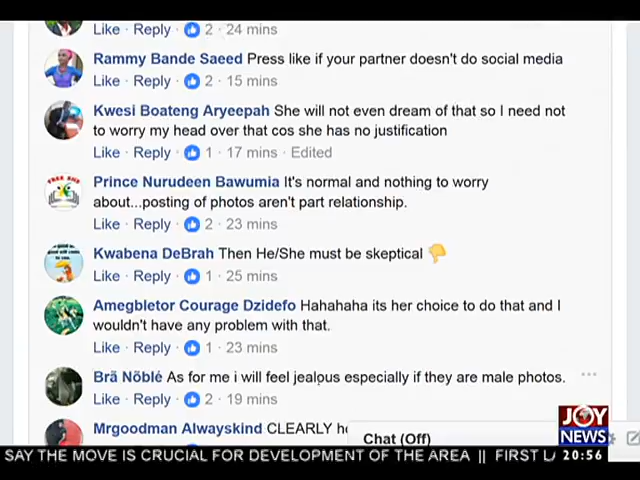 Like · Reply · 2 · 24 mins
Rammy Bande Saeed Press like if your partner doesn't do social media
Like · Reply · 2 · 15 mins
Kwesi Boateng Aryeepah She will not even dream of that so I need not
to worry my head over that cos she has no justification
Like · Reply · 1 · 17 mins · Edited
Prince Nurudeen Bawumia It's normal and nothing to worry
about...posting of photos aren't part relationship.
Like · Reply · 2 · 23 mins
Kwabena DeBrah Then He/She must be skeptical
Like · Reply · 1 · 25 mins
Amegbletor Courage Dzidefo Hahahaha its her choice to do that and I
wouldn't have any problem with that.
Like · Reply · 1 · 23 mins
Brã Nõblé As for me i will feel jealous especially if they are male photos.
Like · Reply · 2 · 19 mins
Mrgoodman Alwayskind CLEARLY
Chat (Off)
JOY
NEWS
SAY THE MOVE IS CRUCIAL FOR DEVELOPMENT OF THE AREA || FIRST
20:56